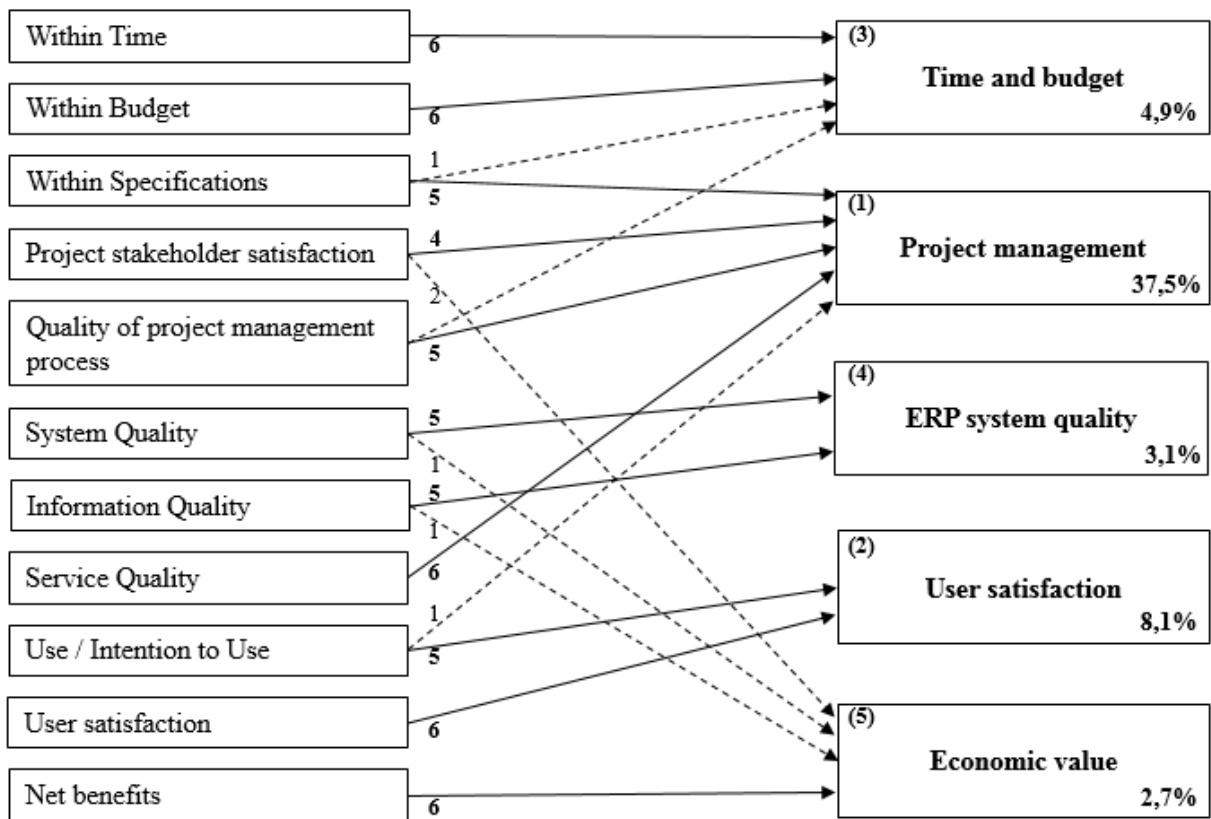 Within Time
6
Within Budget
6
1
Within Specifications
5
Project stakeholder satisfaction
4
2
Quality of project management
process
5
System Quality
5
1
Information Quality
5
1
Service Quality
6
1
Use / Intention to Use
5
User satisfaction
6
Net benefits
6
(3)
Time and budget
4,9%
(1)
Project management
37,5%
(4)
ERP system quality
3,1%
(2)
User satisfaction
8,1%
(5)
Economic value
2,7%